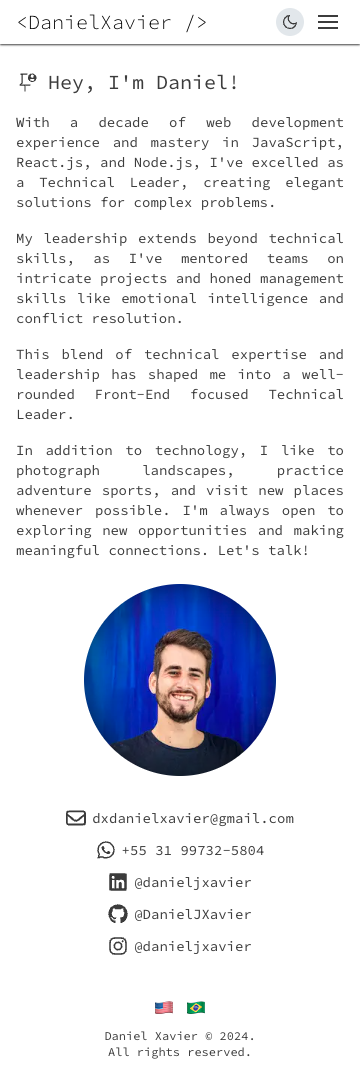 <DanielXavier />
Hey, I'm Daniel!
With a decade of web development
experience and mastery in JavaScript,
React.js, and Node.js, I've excelled as
a Technical Leader, creating elegant
solutions for complex problems.
My leadership extends beyond technical
skills, as I've mentored teams on
intricate projects and honed management
skills like emotional intelligence and
conflict resolution.
This blend of technical expertise and
leadership has shaped me into a well-
rounded Front-End focused Technical
Leader.
In addition to technology, I like to
photograph landscapes, practice
adventure sports, and visit new places
whenever possible. I'm always open to
exploring new opportunities and making
meaningful connections. Let's talk!
dxdanielxavier@gmail.com
+55 31 99732-5804
@danieljxavier
@DanielJXavier
@danieljxavier
Daniel Xavier © 2024.
All rights reserved.